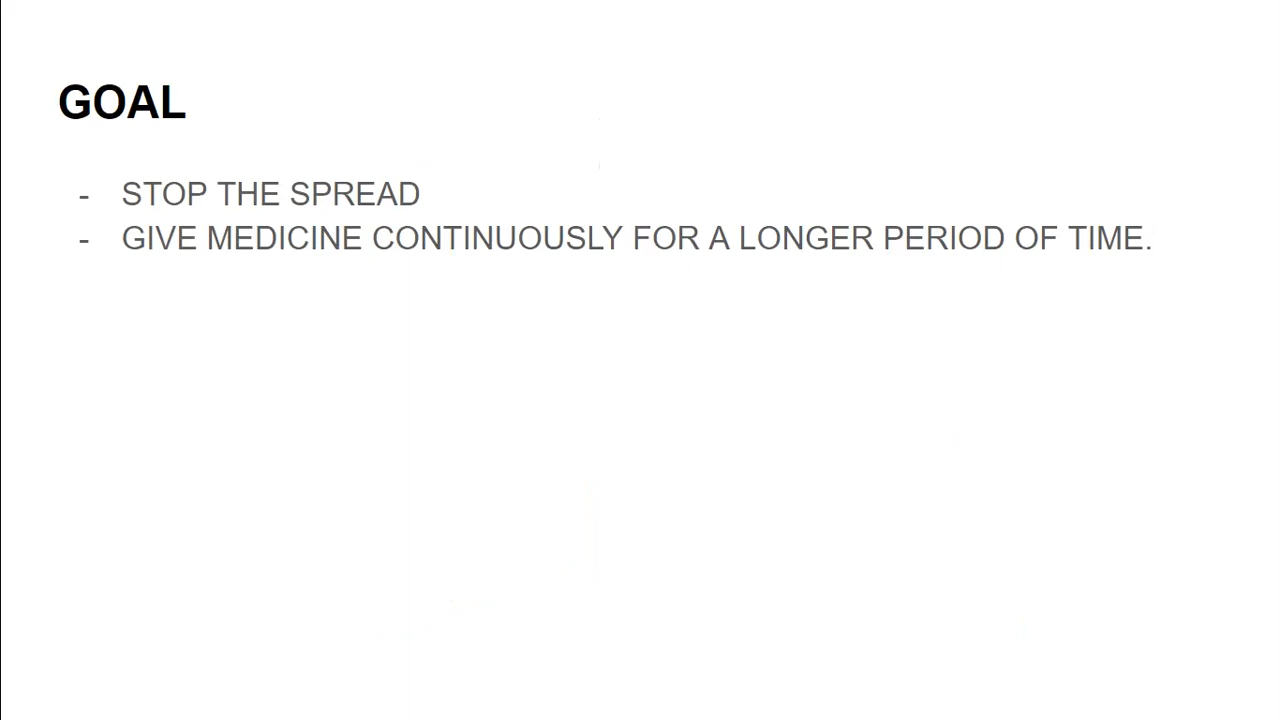 GOAL
- STOP THE SPREAD
- GIVE MEDICINE CONTINUOUSLY FOR A LONGER PERIOD OF TIME.